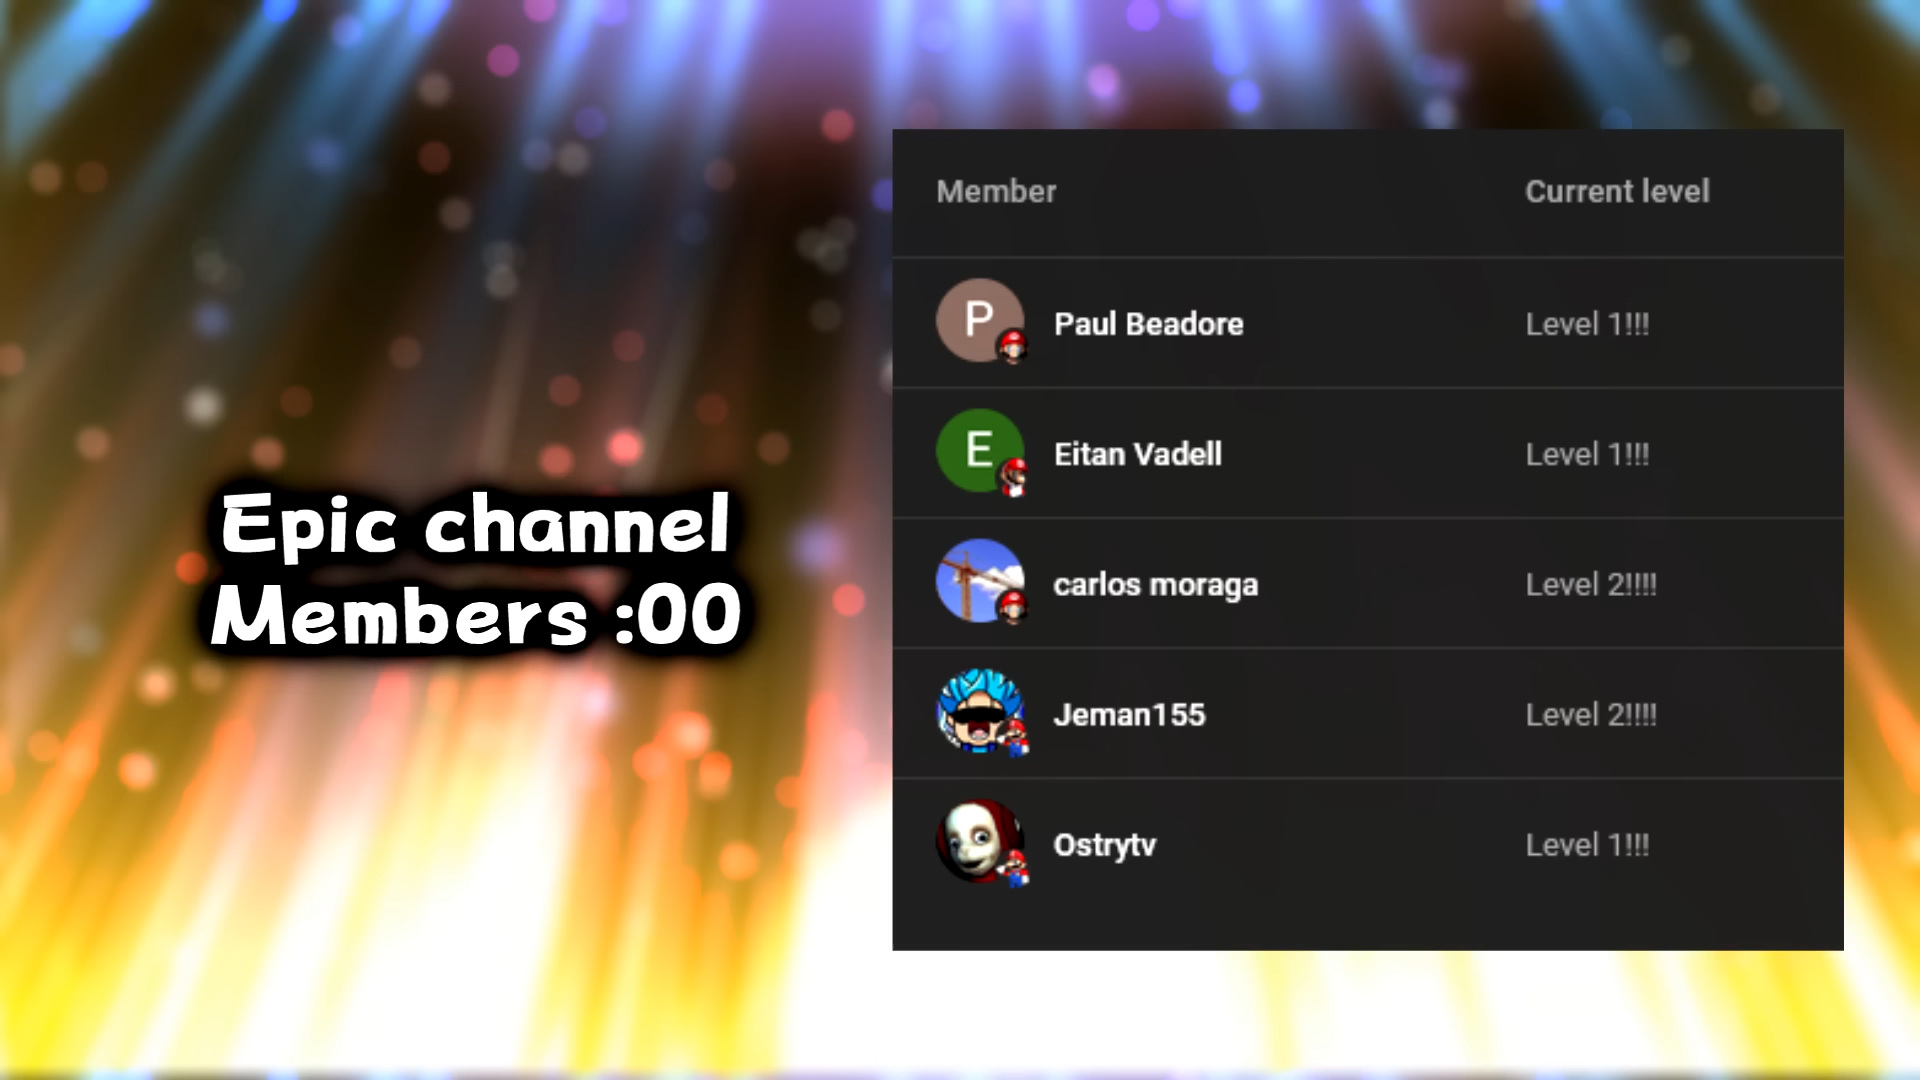 Epic channel
Members :00
Member Current level
P Paul Beadore Level 1!!!
E Eitan Vadell Level 1!!!
carlos moraga Level 2!!!!
Jeman155 Level 2!!!!
Ostrytv Level 1!!!